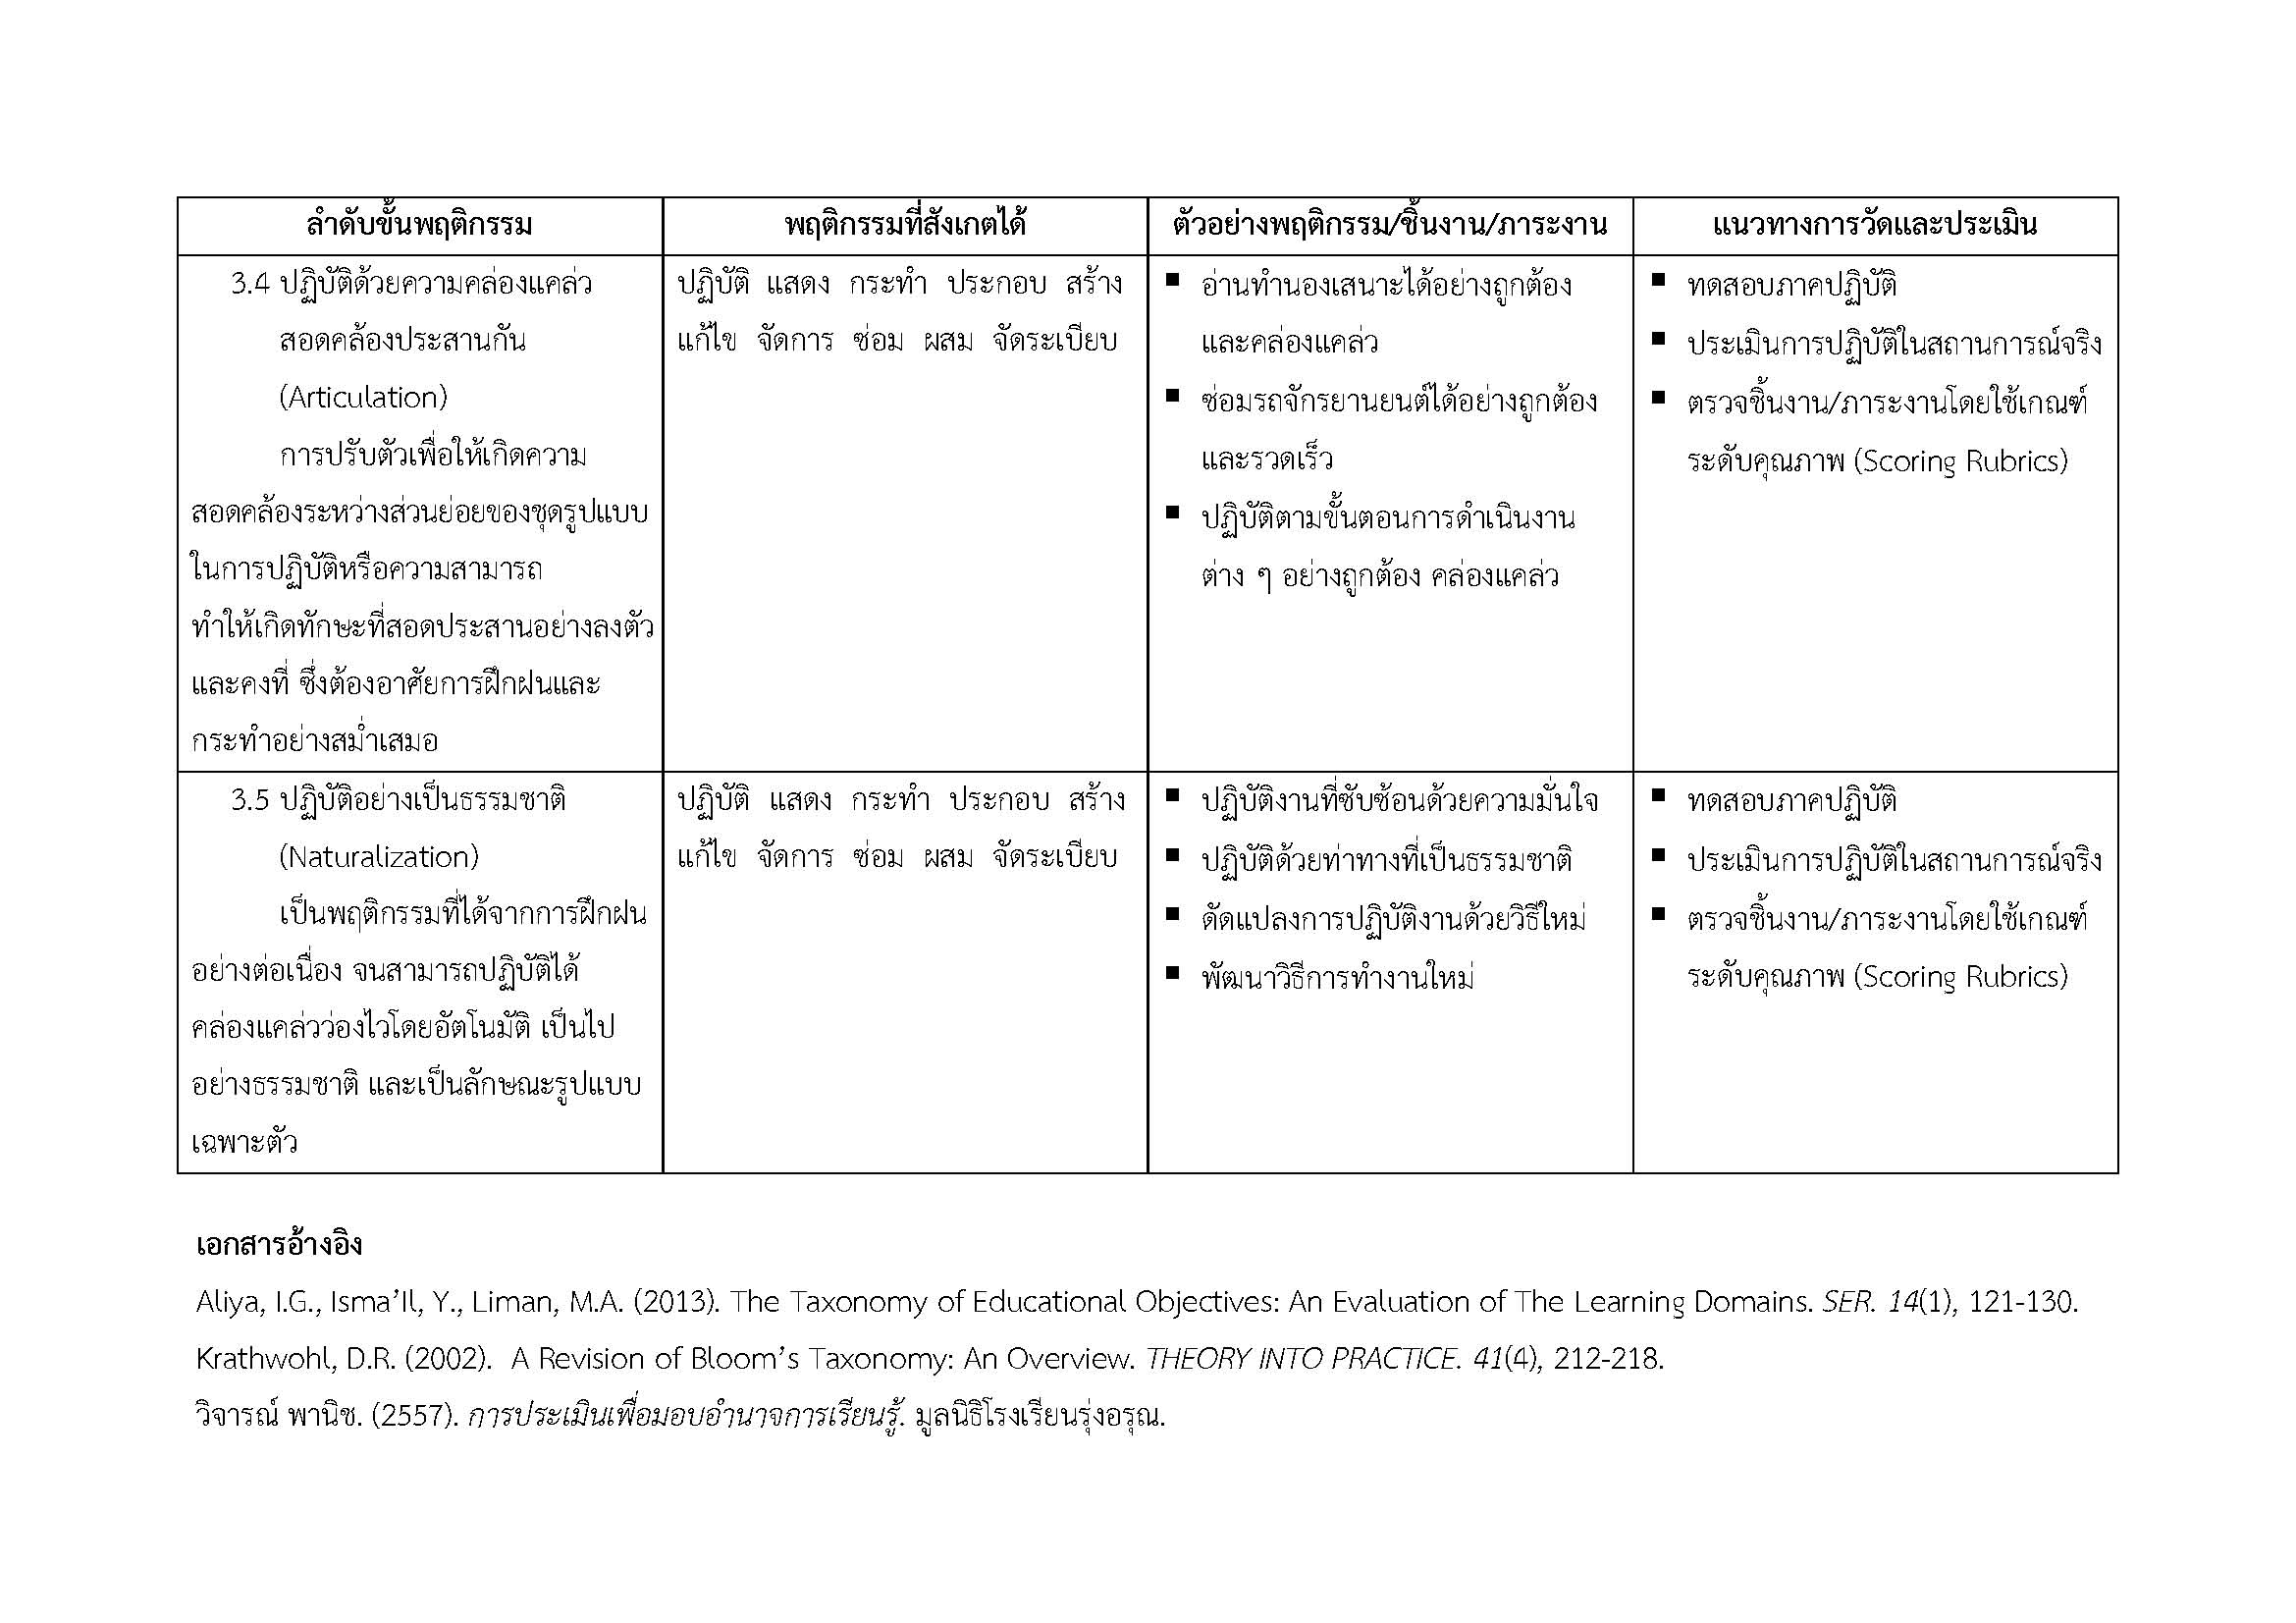 ลำดับขั้นพฤติกรรม
พฤติกรรมที่สังเกตได้
ตัวอย่างพฤติกรรม/ชิ้นงาน/ภาระงาน
แนวทางการวัดและประเมิน
3.4 ปฏิบัติด้วยความคล่องแคล่ว
สอดคล้องประสานกัน
(Articulation)
การปรับตัวเพื่อให้เกิดความ
สอดคล้องระหว่างส่วนย่อยของชุดรูปแบบ
ในการปฏิบัติหรือความสามารถ
ทำให้เกิดทักษะที่สอดประสานอย่างลงตัว
และคงที่ ซึ่งต้องอาศัยการฝึกฝนและ
กระทำอย่างสม่ำเสมอ
ปฏิบัติ แสดง กระทำ ประกอบ สร้าง
แก้ไข จัดการ ซ่อม ผสม จัดระเบียบ
▪ อ่านทำนองเสนาะได้อย่างถูกต้อง
และคล่องแคล่ว
▪ ซ่อมรถจักรยานยนต์ได้อย่างถูกต้อง
และรวดเร็ว
▪ ปฏิบัติตามขั้นตอนการดำเนินงาน
ต่าง ๆ อย่างถูกต้อง คล่องแคล่ว
▪ ทดสอบภาคปฏิบัติ
▪ ประเมินการปฏิบัติในสถานการณ์จริง
▪ ตรวจชิ้นงาน/ภาระงานโดยใช้เกณฑ์
ระดับคุณภาพ (Scoring Rubrics)
3.5 ปฏิบัติอย่างเป็นธรรมชาติ
(Naturalization)
เป็นพฤติกรรมที่ได้จากการฝึกฝน
อย่างต่อเนื่อง จนสามารถปฏิบัติได้
คล่องแคล่วว่องไวโดยอัตโนมัติ เป็นไป
อย่างธรรมชาติ และเป็นลักษณะรูปแบบ
เฉพาะตัว
ปฏิบัติ แสดง กระทำ ประกอบ สร้าง
แก้ไข จัดการ ซ่อม ผสม จัดระเบียบ
▪ ปฏิบัติงานที่ซับซ้อนด้วยความมั่นใจ
▪ ปฏิบัติด้วยท่าทางที่เป็นธรรมชาติ
▪ ดัดแปลงการปฏิบัติงานด้วยวิธีใหม่
▪ พัฒนาวิธีการทำงานใหม่
▪ ทดสอบภาคปฏิบัติ
▪ ประเมินการปฏิบัติในสถานการณ์จริง
▪ ตรวจชิ้นงาน/ภาระงานโดยใช้เกณฑ์
ระดับคุณภาพ (Scoring Rubrics)
เอกสารอ้างอิง
Aliya, I.G., Isma’Il, Y., Liman, M.A. (2013). The Taxonomy of Educational Objectives: An Evaluation of The Learning Domains. SER. 14(1), 121-130.
Krathwohl, D.R. (2002). A Revision of Bloom’s Taxonomy: An Overview. THEORY INTO PRACTICE. 41(4), 212-218.
วิจารณ์ พานิช. (2557). การประเมินเพื่อมอบอำนาจการเรียนรู้. มูลนิธิโรงเรียนรุ่งอรุณ.